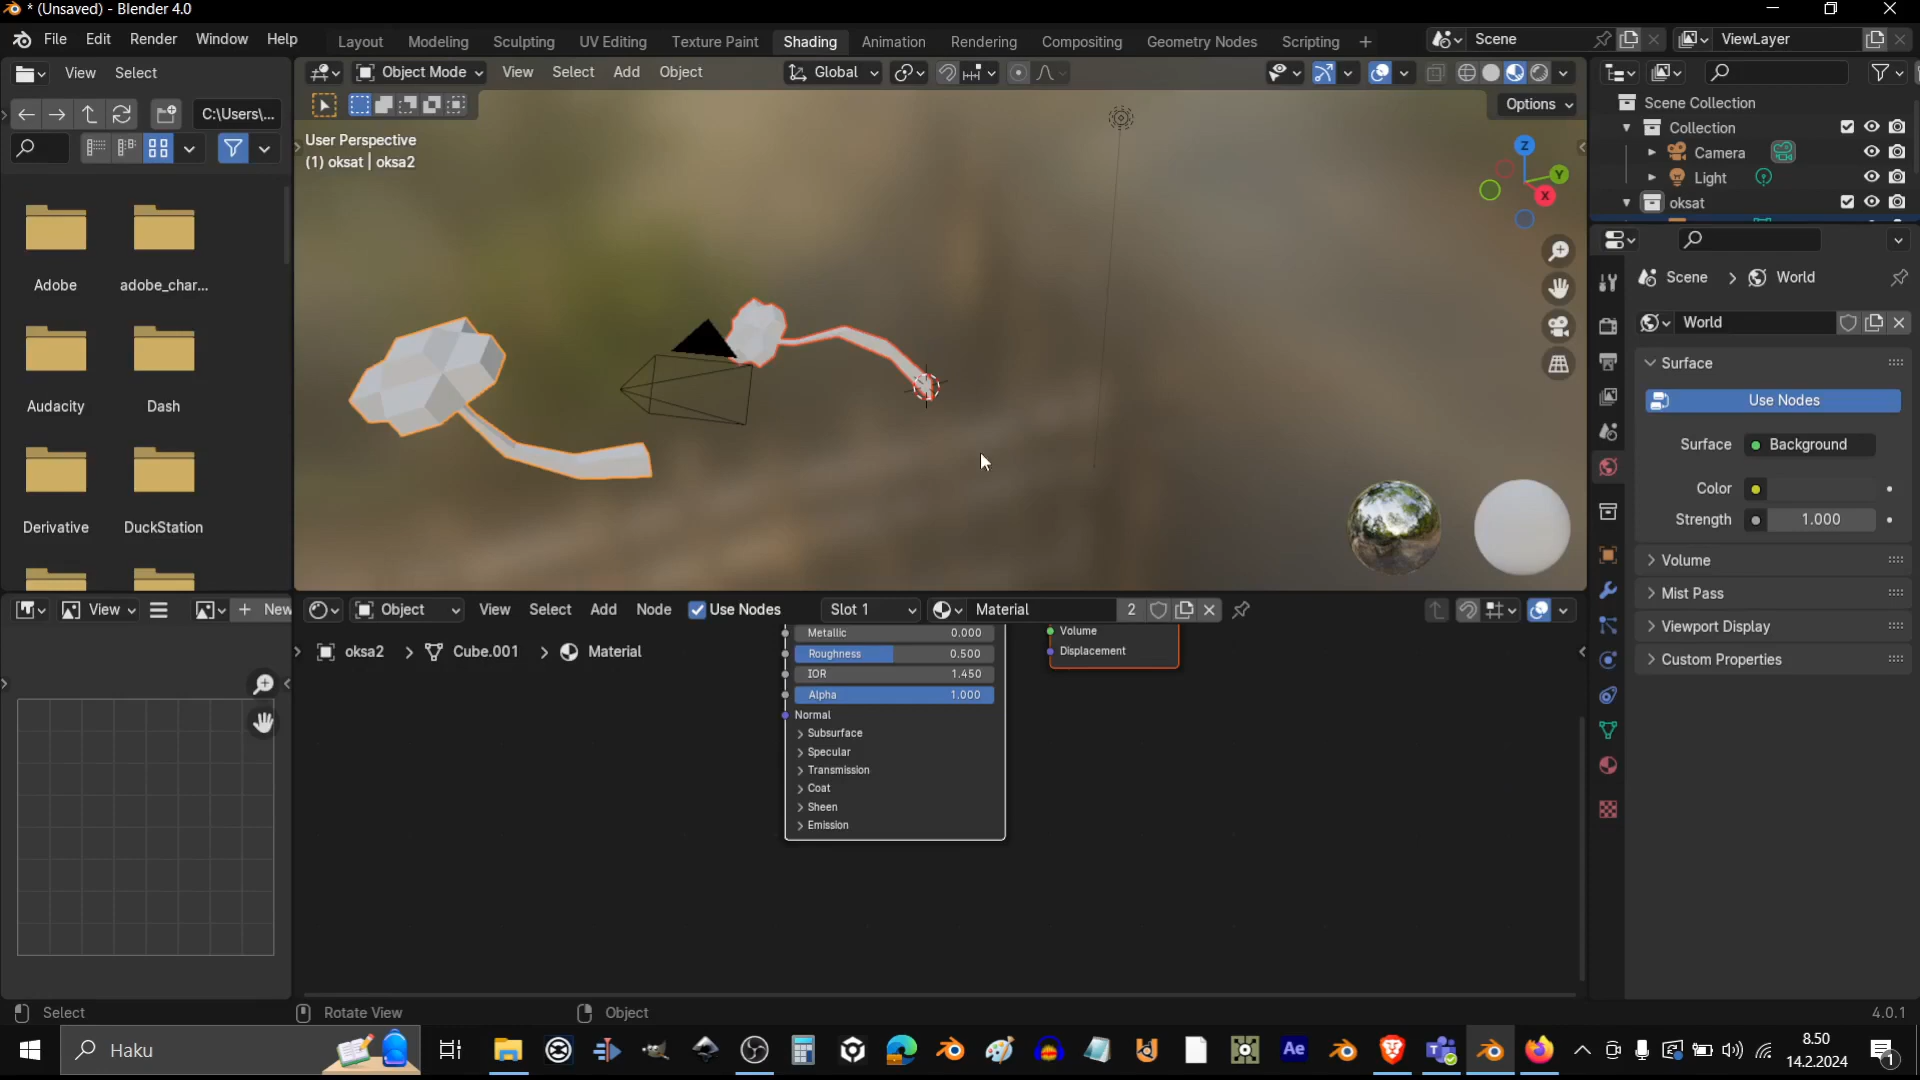 * (Unsaved) - Blender 4.0
File Edit Render Window Help Layout Modeling Sculpting UV Editing Texture Paint Shading Animation Rendering Compositing Geometry Nodes Scripting + Scene ViewLayer
View Select Object Mode View Select Add Object Global
C:\Users\... Options
Scene Collection
Collection
Camera
Light
oksat
User Perspective
(1) oksat | oksa2
Z
Y
X
Adobe adobe_char...
Audacity Dash
Derivative DuckStation
Scene > World
World
Surface
Use Nodes
Surface Background
Color
Strength 1.000
Volume
Mist Pass
Viewport Display
Custom Properties
View + New Object View Select Add Node Use Nodes Slot 1 Material 2
oksa2 > Cube.001 > Material
Metallic 0.000
Roughness 0.500
IOR 1.450
Alpha 1.000
Normal
Subsurface
Specular
Transmission
Coat
Sheen
Emission
Volume
Displacement
Select Rotate View Object 4.0.1
Haku
Ae
8.50
14.2.2024
1